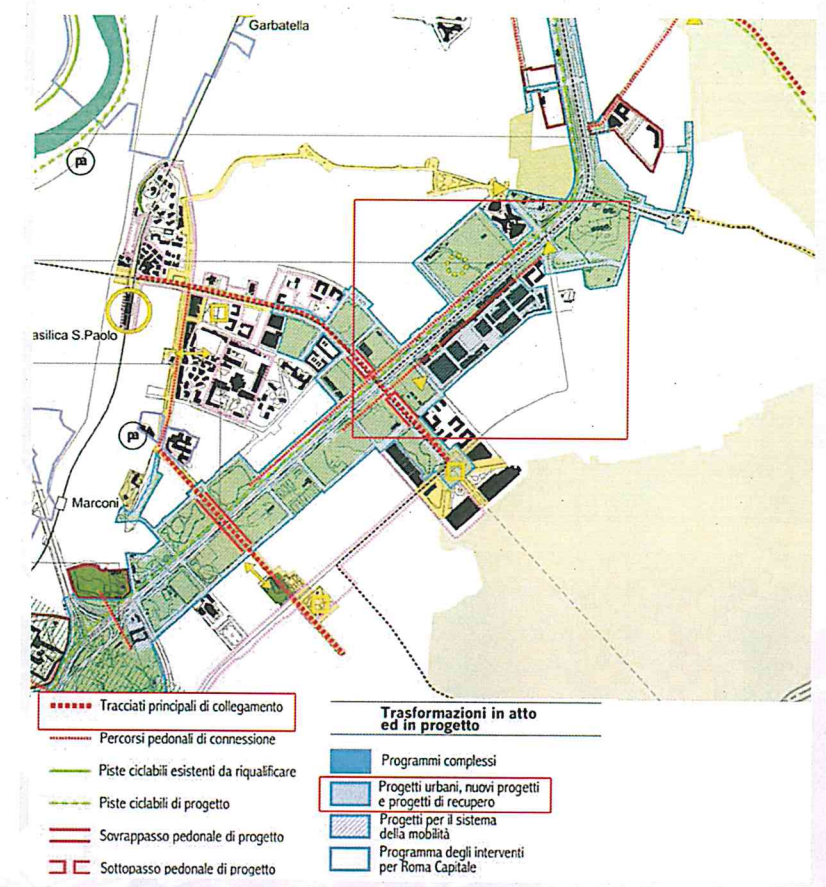 Garbatella
pa
asilica S.Paolo
pa
Marconi
Tracciati principali di collegamento
Percorsi pedonali di connessione
Piste ciclabili esistenti da riqualificare
Piste ciclabili di progetto
Sovrappasso pedonale di progetto
Sottopasso pedonale di progetto
Trasformazioni in atto
ed in progetto
Programmi complessi
Progetti urbani, nuovi progetti
e progetti di recupero
Progetti per il sistema
della mobilità
Programma degli interventi
per Roma Capitale